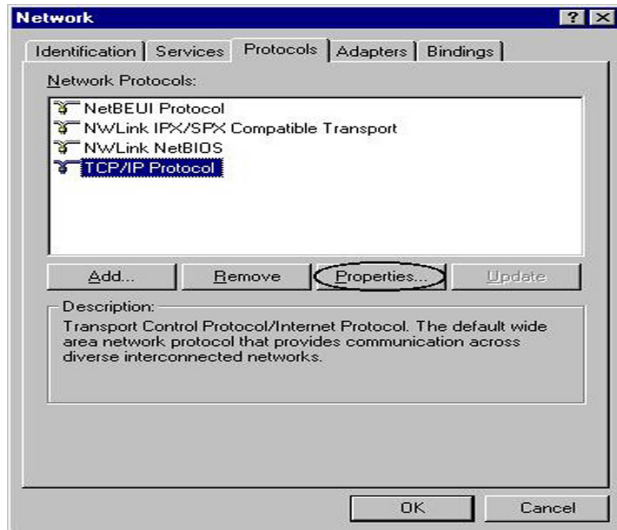 Network
?
Identification Services Protocols Adapters Bindings
Network Protocols:
NetBEUI Protocol
NWLink IPX/SPX Compatible Transport
NWLink NetBIOS
TCP/IP Protocol
Add... Remove Properties... Update
Description:
Transport Control Protocol/Internet Protocol. The default wide
area network protocol that provides communication across
diverse interconnected networks.
OK Cancel